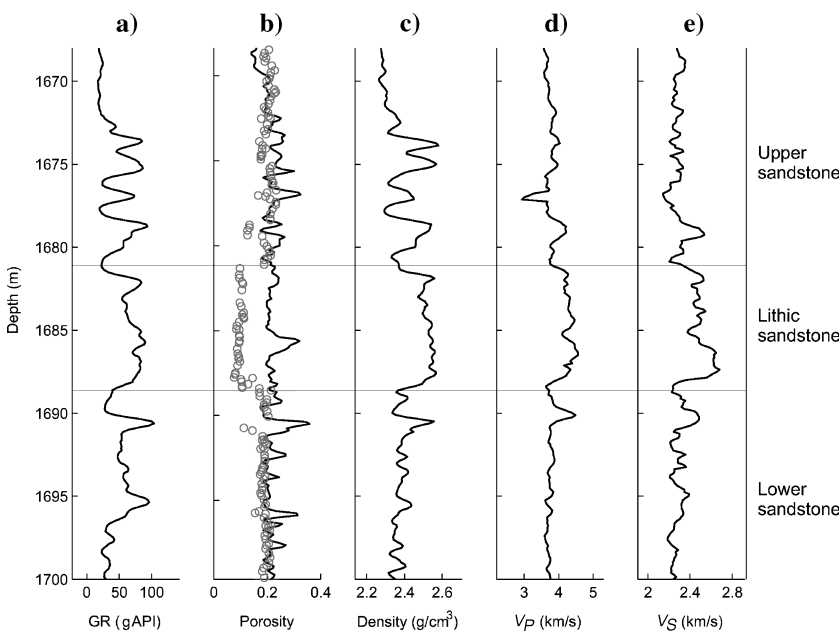 a) b) c) d) e)
1670
1675
1680
1685
1690
1695
1700
Depth (m)
Upper
sandstone
Lithic
sandstone
Lower
sandstone
0 50 100 0 0.2 0.4 2.2 2.4 2.6 3 4 5 2 2.4 2.8
GR (gAPI) Porosity Density (g/cm³) VP (km/s) VS (km/s)